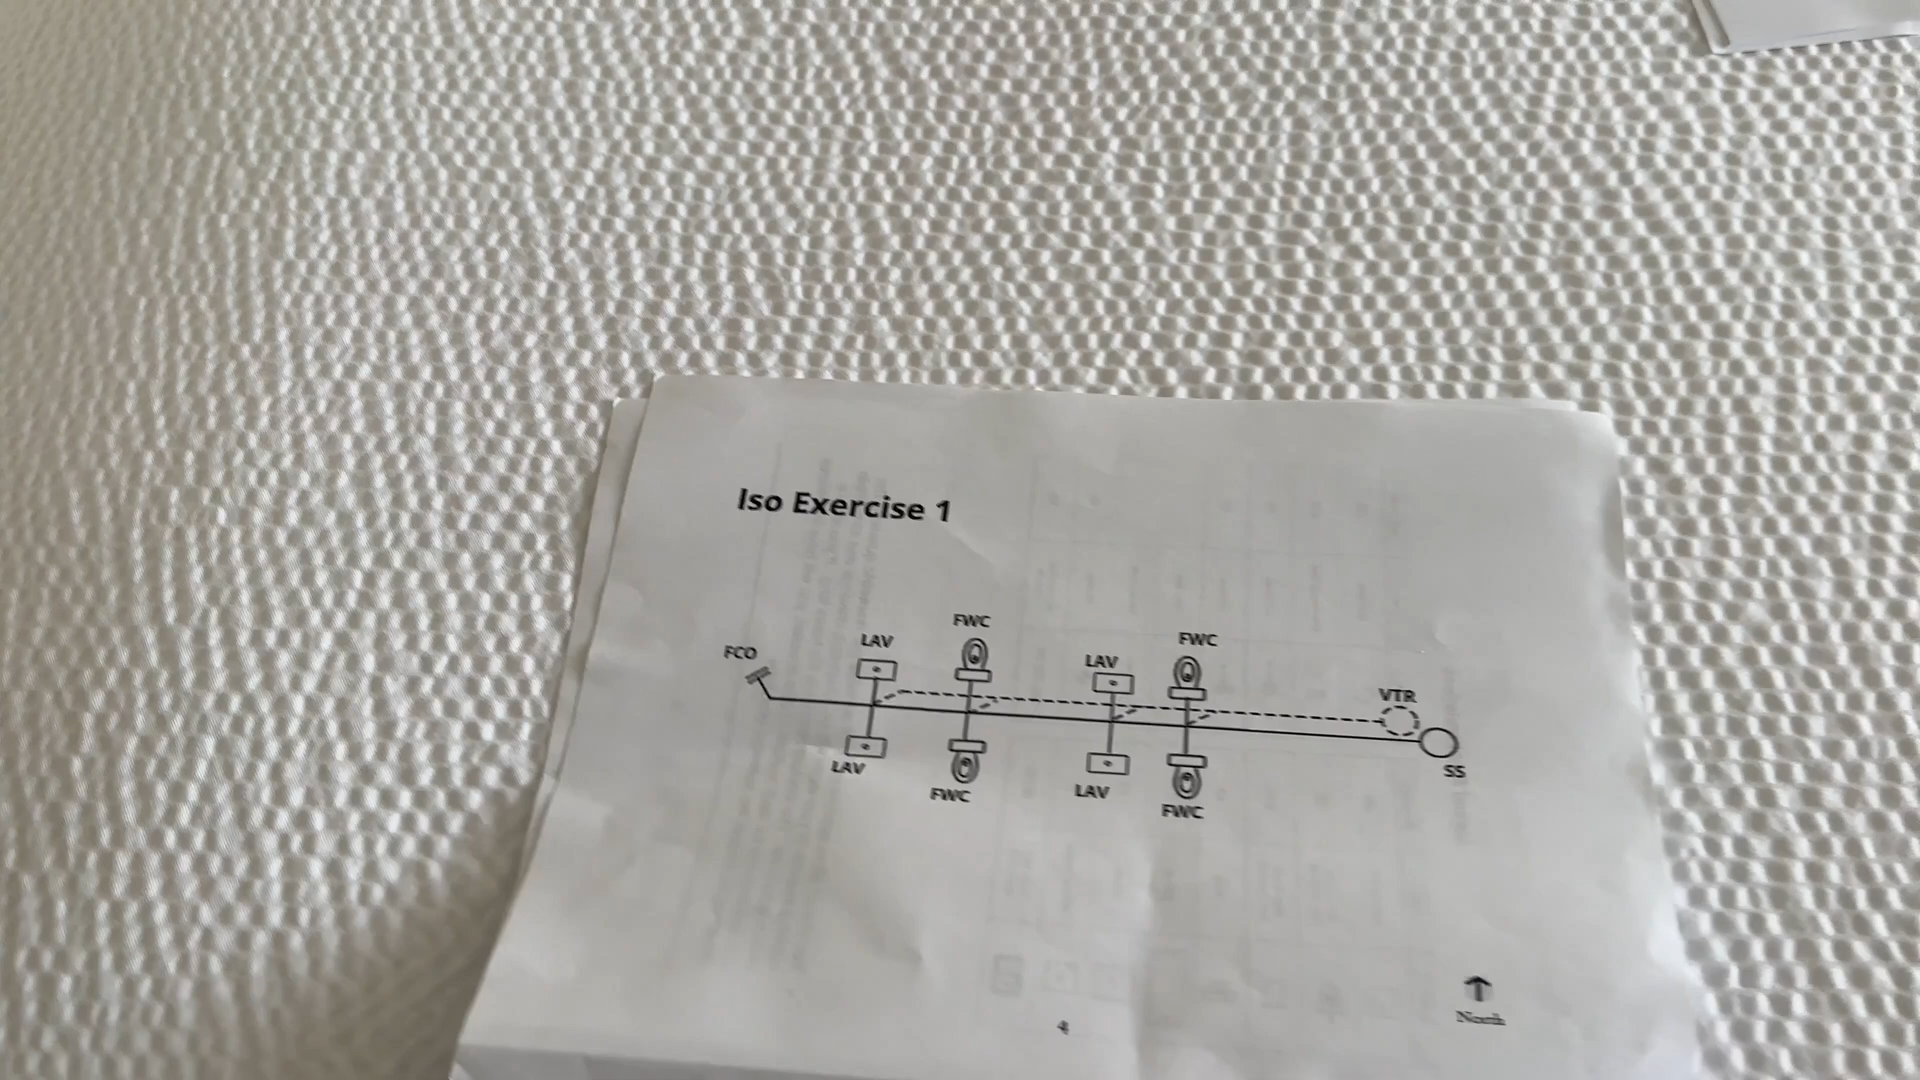 Iso Exercise 1
FWC
FWC
LAV
FCO
LAV
VTR
LAV
SS
LAV
FWC
FWC
4
North